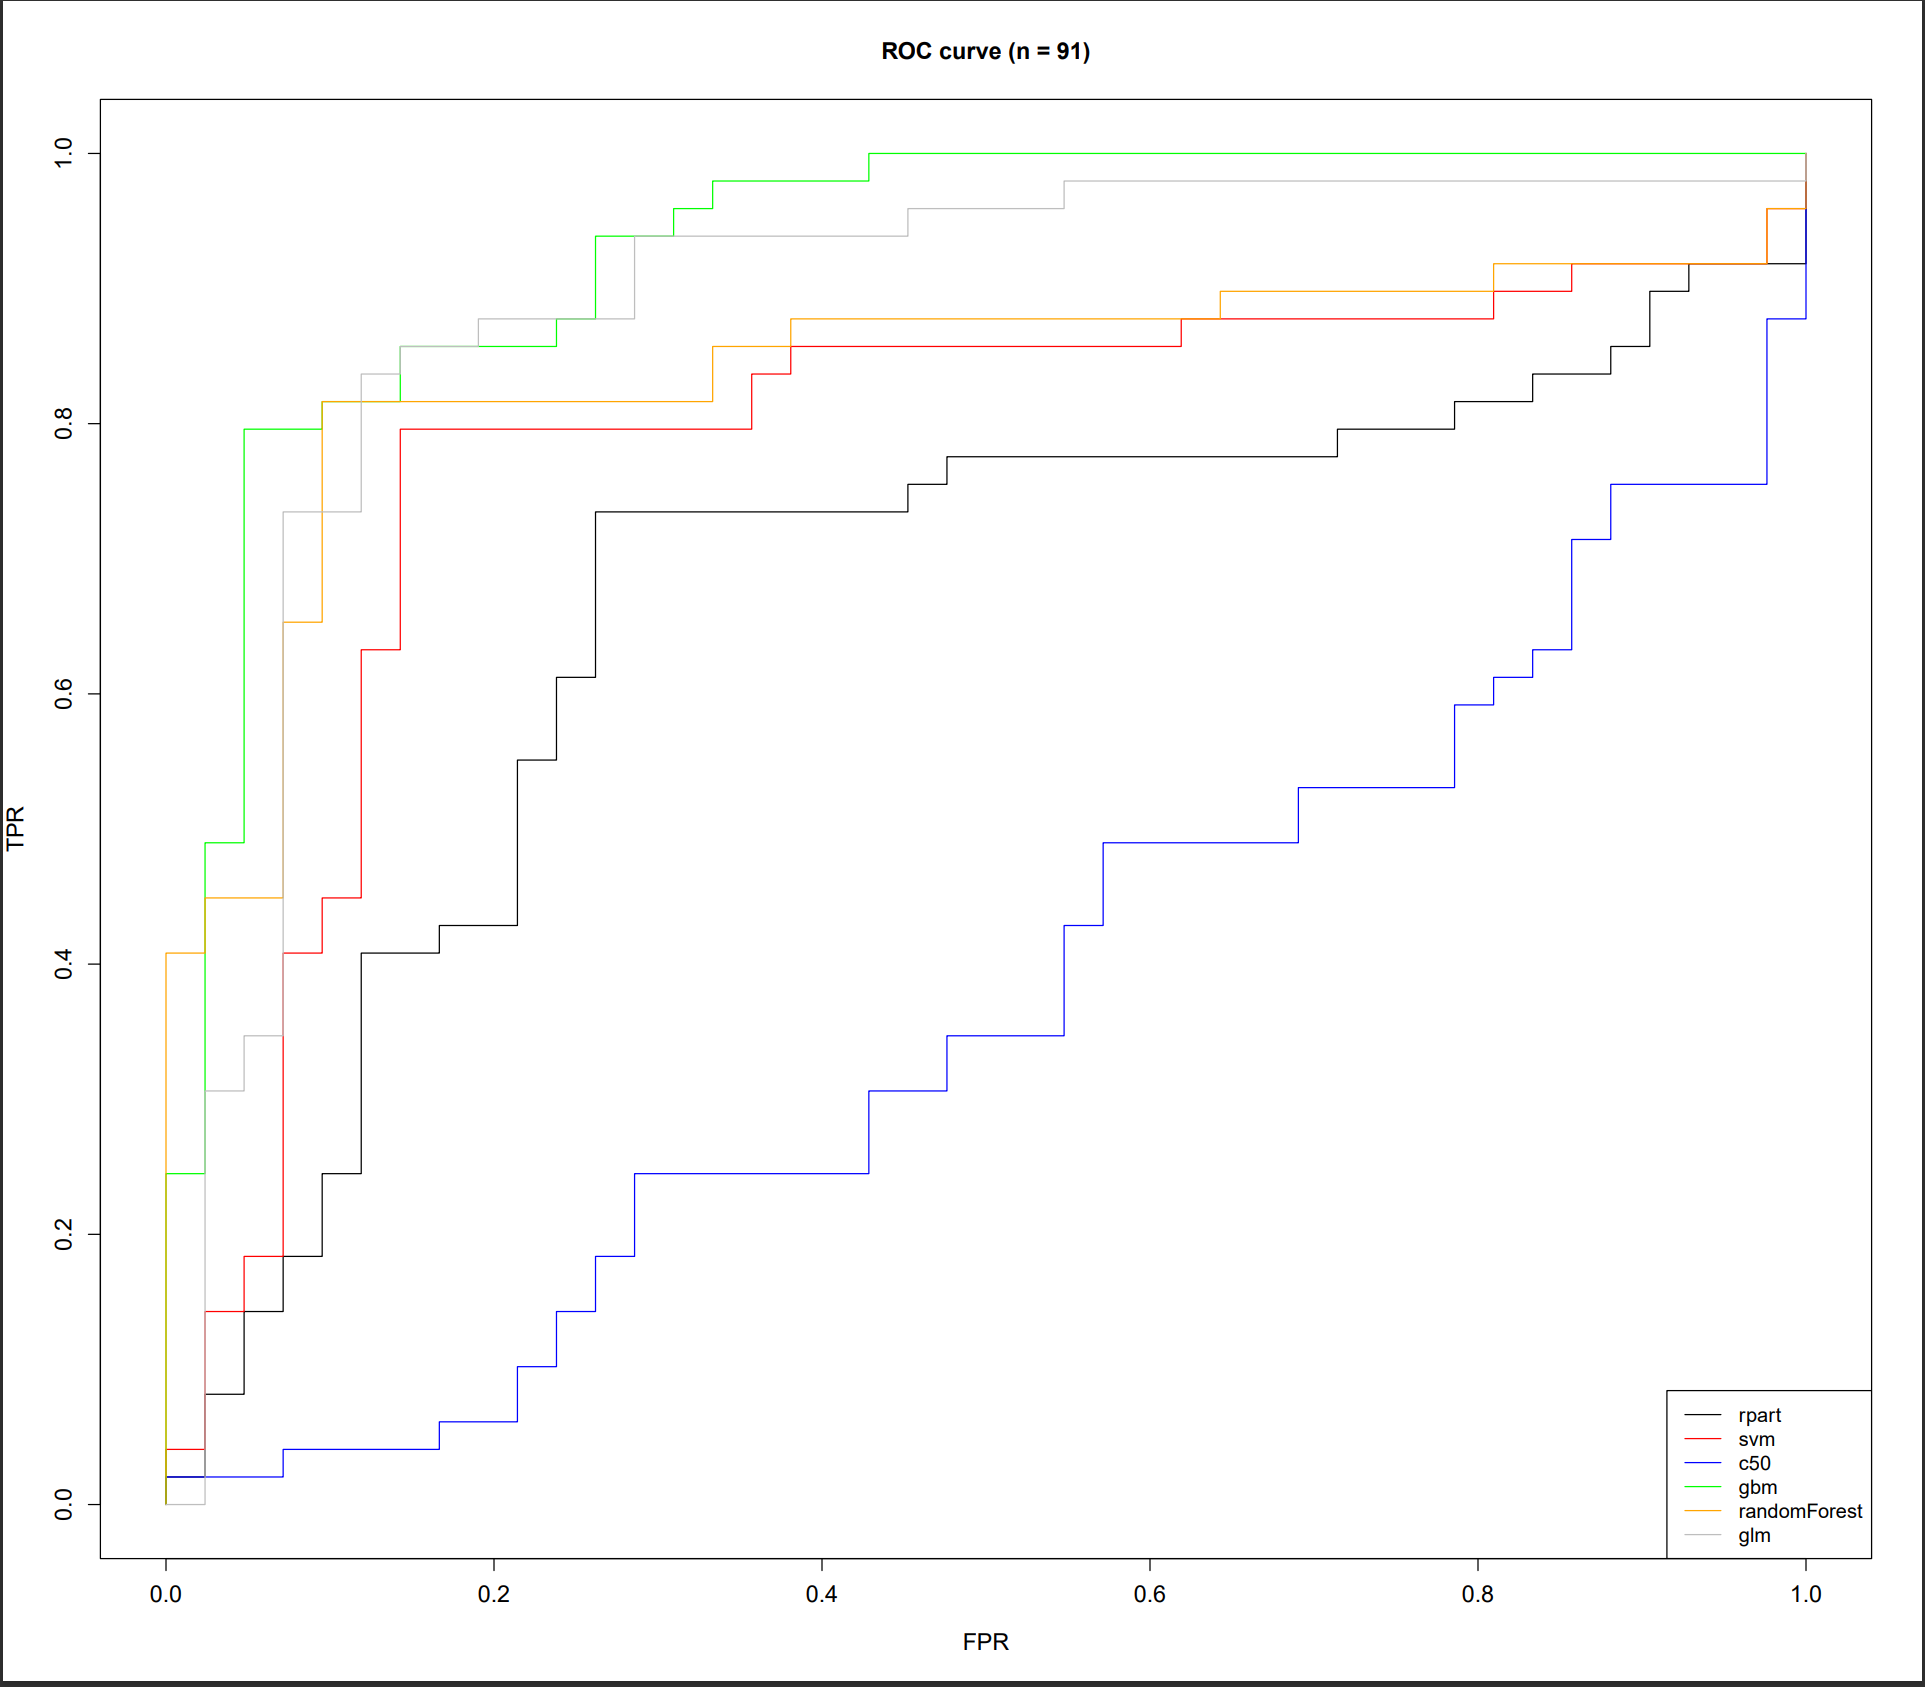 ROC curve (n = 91)
1.0
0.8
0.6
0.4
0.2
0.0
TPR
0.0 0.2 0.4 0.6 0.8 1.0
FPR
rpart
svm
c50
gbm
randomForest
glm